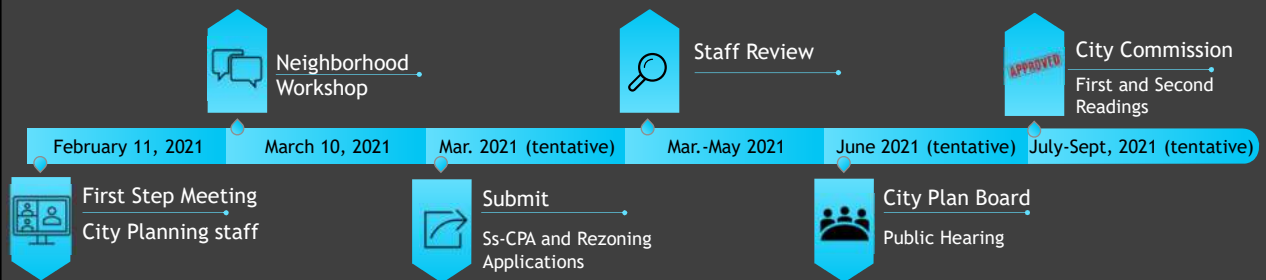 Neighborhood
Workshop
Staff Review
APPROVED
City Commission
First and Second
Readings
February 11, 2021
March 10, 2021
Mar. 2021 (tentative)
Mar.-May 2021
June 2021 (tentative)
July-Sept, 2021 (tentative)
First Step Meeting
City Planning staff
Submit
Ss-CPA and Rezoning
Applications
City Plan Board
Public Hearing